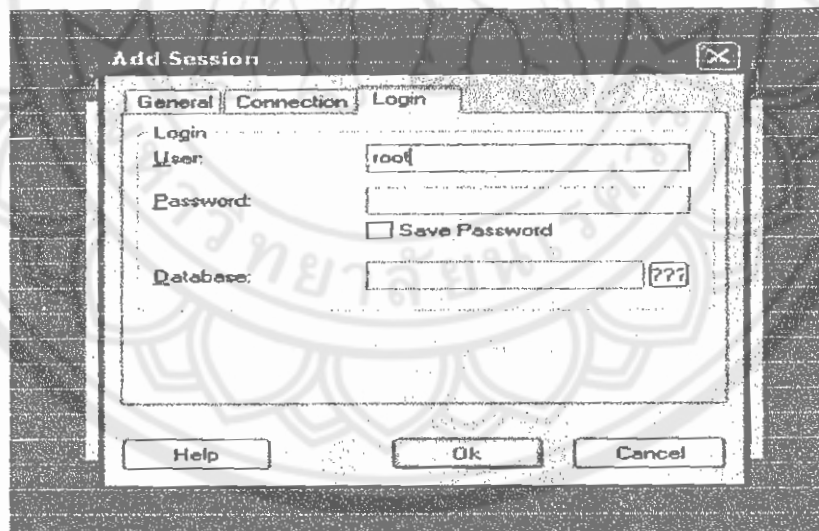 Add Session
General Connection Login
Login
User: root
Password:
Save Password
Database: ???
Help Ok Cancel